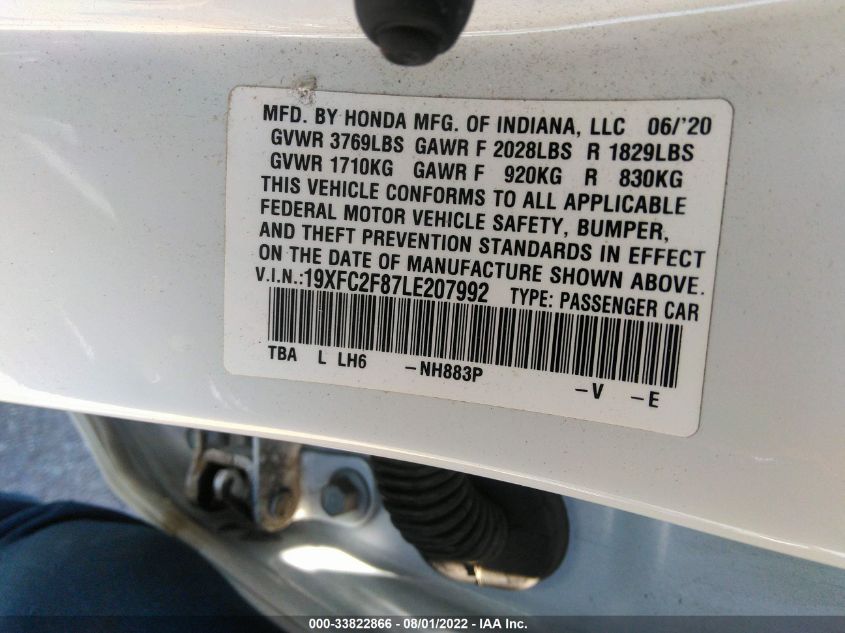 MFD. BY HONDA MFG. OF INDIANA, LLC 06/'20
GVWR 3769LBS GAWR F 2028LBS R 1829LBS
GVWR 1710KG GAWR F 920KG R 830KG
THIS VEHICLE CONFORMS TO ALL APPLICABLE
FEDERAL MOTOR VEHICLE SAFETY, BUMPER,
AND THEFT PREVENTION STANDARDS IN EFFECT
ON THE DATE OF MANUFACTURE SHOWN ABOVE.
V.I.N.:19XFC2F87LE207992 TYPE: PASSENGER CAR
TBA L LH6 -NH883P -V -E
000-33822866 - 08/01/2022 - IAA Inc.